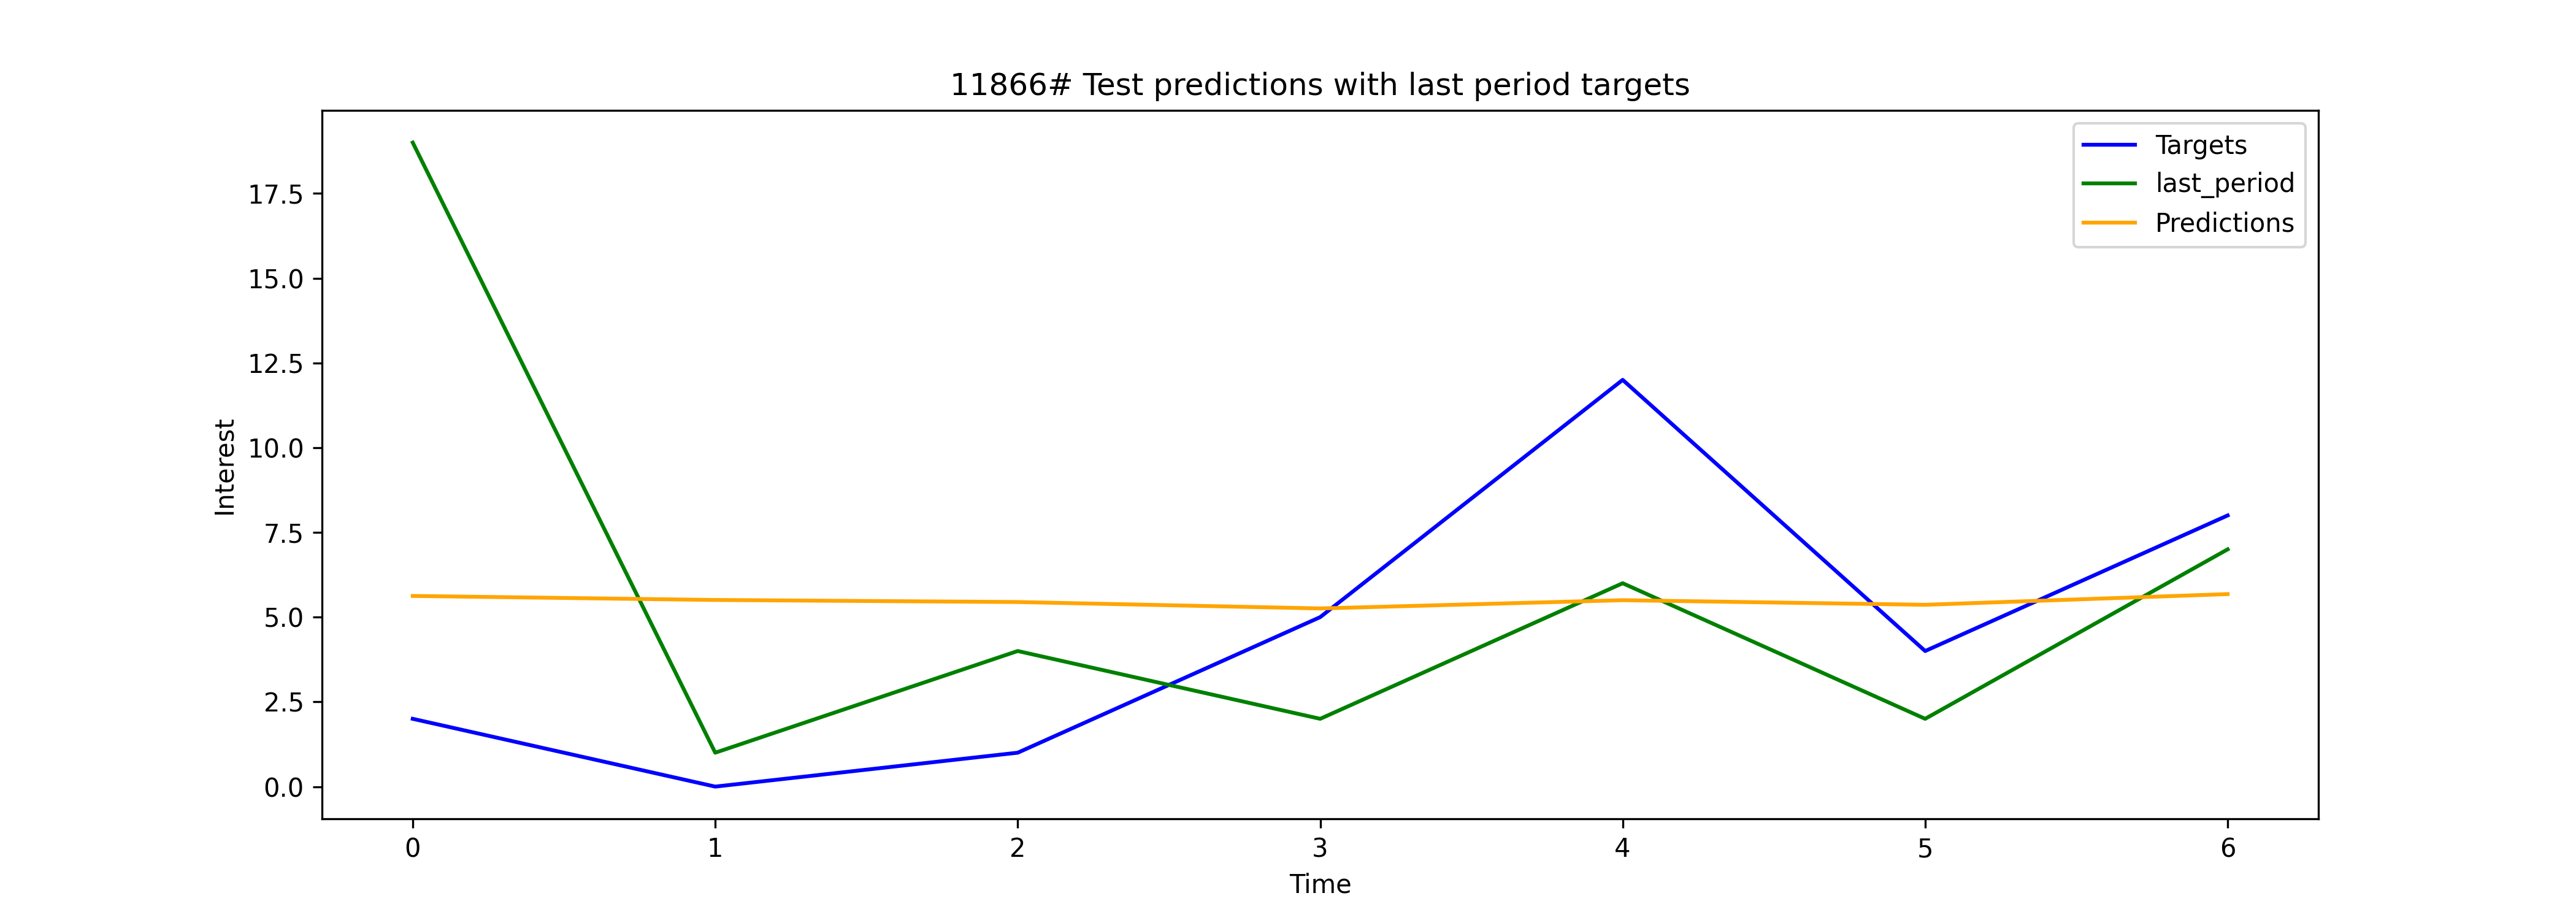 11866# Test predictions with last period targets
Targets
last_period
Predictions
Interest
17.5
15.0
12.5
10.0
7.5
5.0
2.5
0.0
0 1 2 3 4 5 6
Time